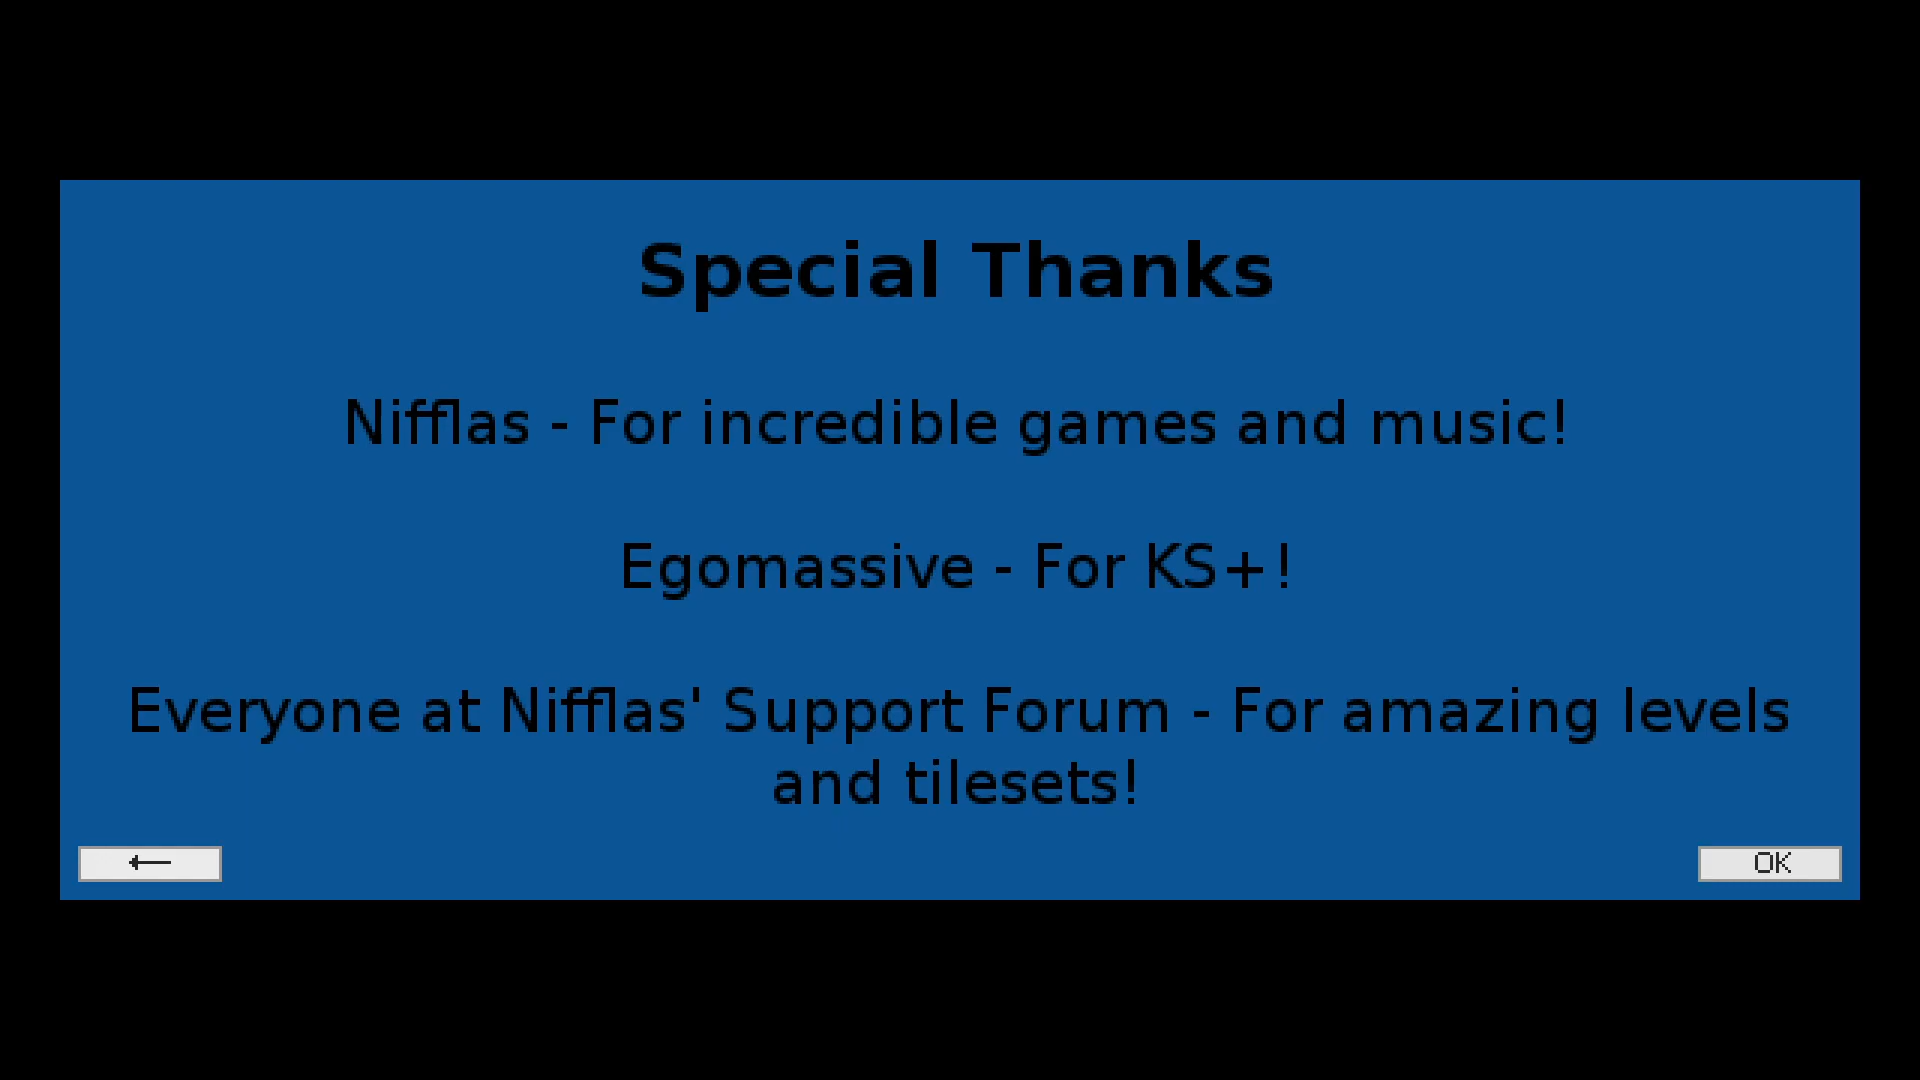 Special Thanks
Nifflas - For incredible games and music!
Egomassive - For KS+!
Everyone at Nifflas' Support Forum - For amazing levels
and tilesets!
←
OK